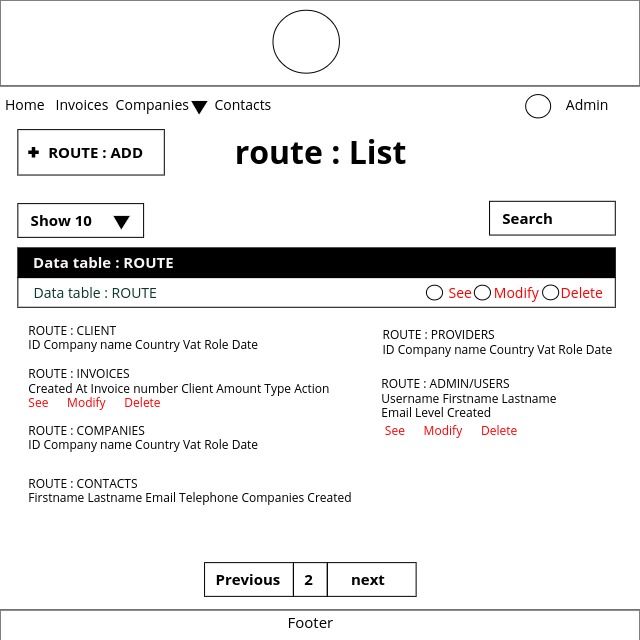 Home Invoices Companies Contacts Admin
+ ROUTE : ADD
route : List
Show 10
Search
Data table : ROUTE
Data table : ROUTE See Modify Delete
ROUTE : CLIENT
ID Company name Country Vat Role Date
ROUTE : INVOICES
Created At Invoice number Client Amount Type Action
See Modify Delete
ROUTE : COMPANIES
ID Company name Country Vat Role Date
ROUTE : CONTACTS
Firstname Lastname Email Telephone Companies Created
ROUTE : PROVIDERS
ID Company name Country Vat Role Date
ROUTE : ADMIN/USERS
Username Firstname Lastname
Email Level Created
See Modify Delete
Previous 2 next
Footer